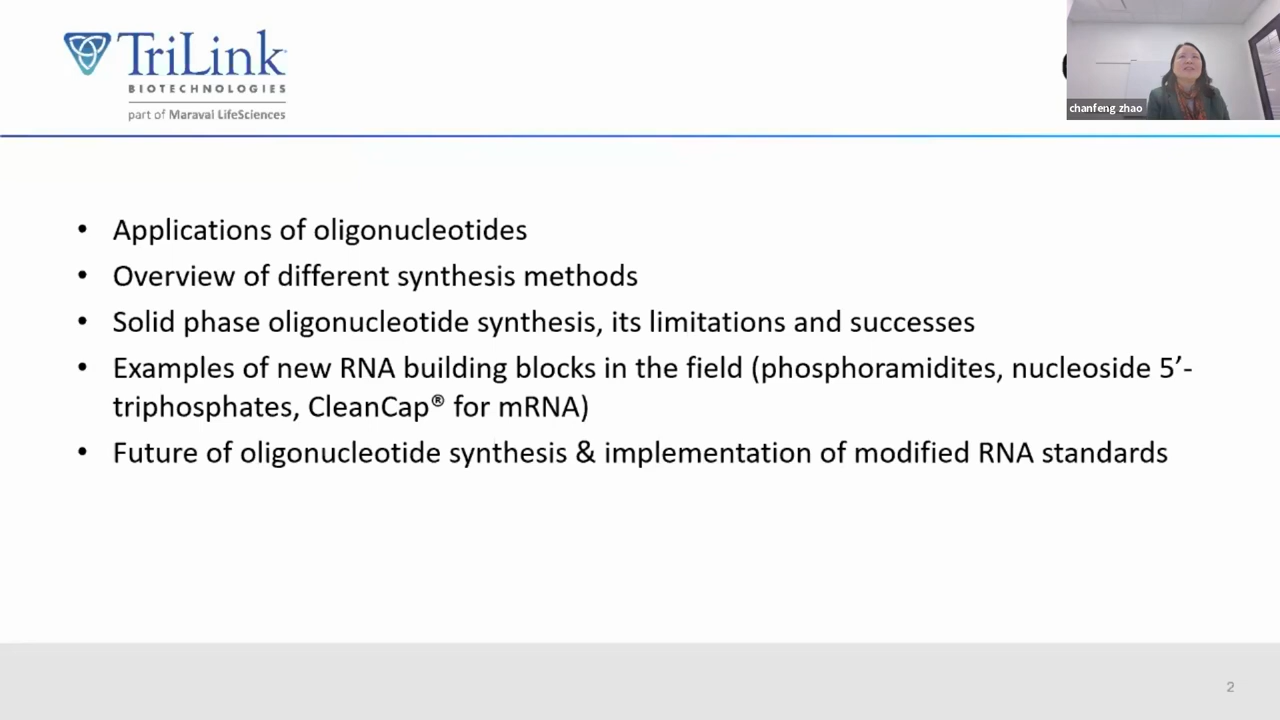 TriLink
BIOTECHNOLOGIES
part of Maravai LifeSciences
chanfeng zhao
• Applications of oligonucleotides
• Overview of different synthesis methods
• Solid phase oligonucleotide synthesis, its limitations and successes
• Examples of new RNA building blocks in the field (phosphoramidites, nucleoside 5’-
triphosphates, CleanCap® for mRNA)
• Future of oligonucleotide synthesis & implementation of modified RNA standards
2